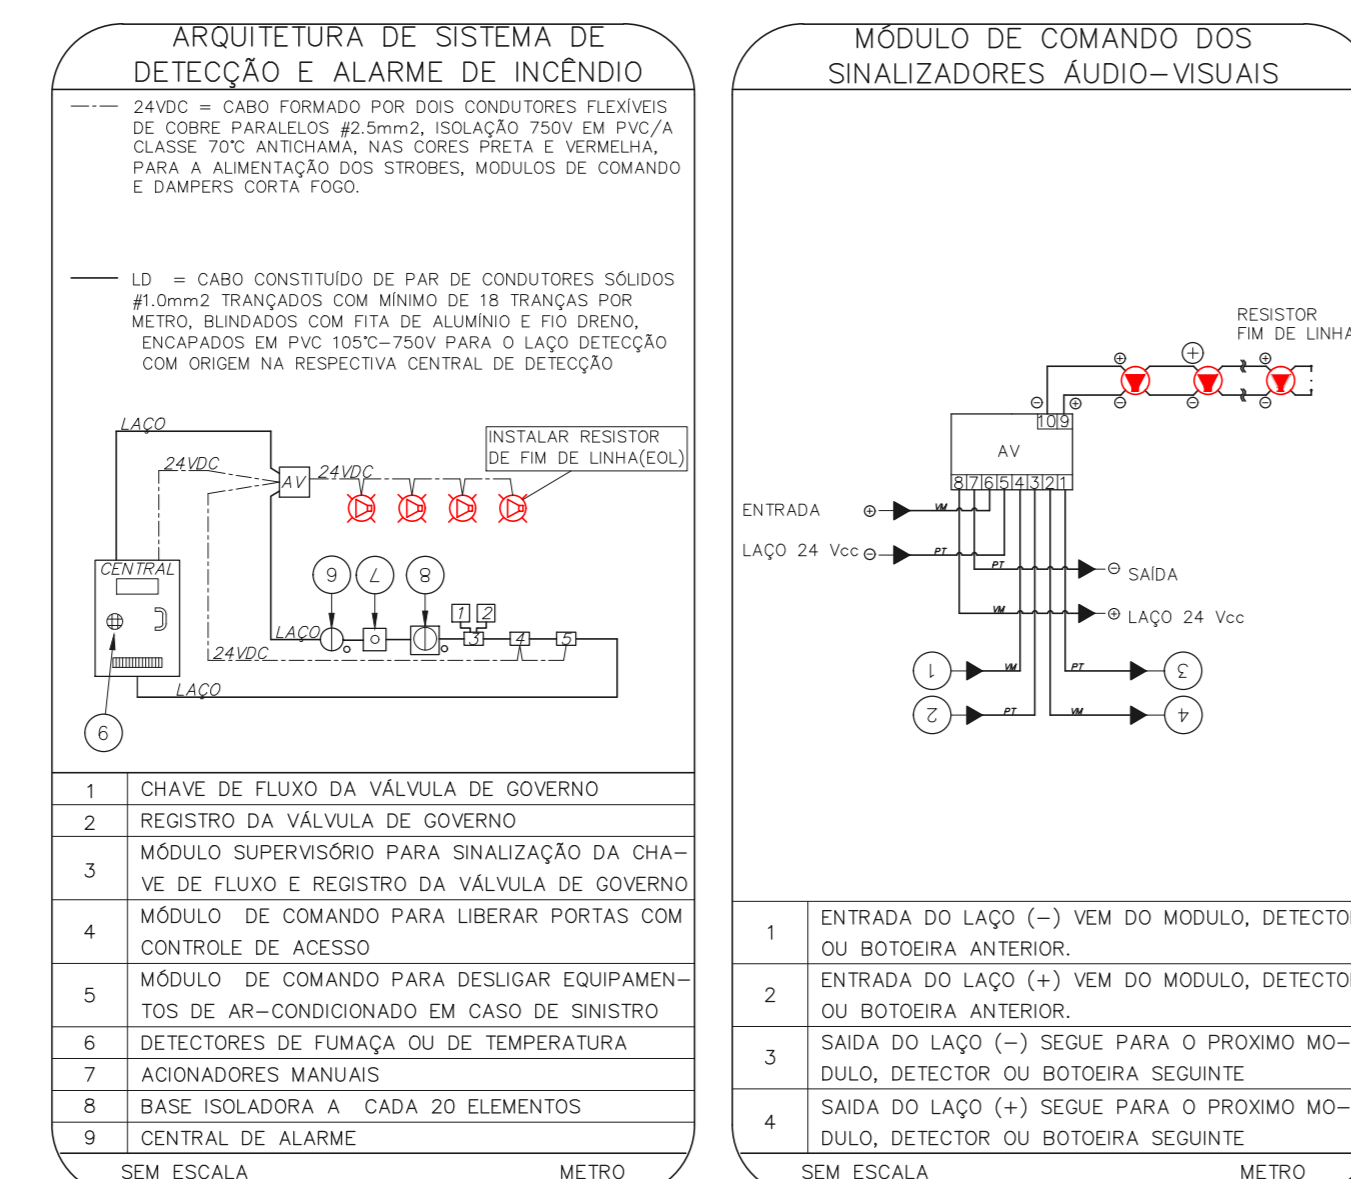 ARQUITETURA DE SISTEMA DE
DETECÇÃO E ALARME DE INCÊNDIO
24VDC = CABO FORMADO POR DOIS CONDUTORES FLEXÍVEIS
DE COBRE PARALELOS #2.5mm2, ISOLAÇÃO 750V EM PVC/A
CLASSE 70°C ANTICHAMA, NAS CORES PRETA E VERMELHA,
PARA A ALIMENTAÇÃO DOS STROBES, MODULOS DE COMANDO
E DAMPERS CORTA FOGO.
LD = CABO CONSTITUÍDO DE PAR DE CONDUTORES SÓLIDOS
#1.0mm2 TRANÇADOS COM MÍNIMO DE 18 TRANÇAS POR
METRO, BLINDADOS COM FITA DE ALUMÍNIO E FIO DRENO,
ENCAPADOS EM PVC 105°C-750V PARA O LAÇO DETECÇÃO
COM ORIGEM NA RESPECTIVA CENTRAL DE DETECÇÃO
LAÇO
INSTALAR RESISTOR
DE FIM DE LINHA(EOL)
24VDC
24VDC
AV
CENTRAL
6
7
8
1 2
LAÇO
3 4 5
24VDC
LAÇO
9
1 CHAVE DE FLUXO DA VÁLVULA DE GOVERNO
2 REGISTRO DA VÁLVULA DE GOVERNO
3 MÓDULO SUPERVISÓRIO PARA SINALIZAÇÃO DA CHA-
VE DE FLUXO E REGISTRO DA VÁLVULA DE GOVERNO
4 MÓDULO DE COMANDO PARA LIBERAR PORTAS COM
CONTROLE DE ACESSO
5 MÓDULO DE COMANDO PARA DESLIGAR EQUIPAMEN-
TOS DE AR-CONDICIONADO EM CASO DE SINISTRO
6 DETECTORES DE FUMAÇA OU DE TEMPERATURA
7 ACIONADORES MANUAIS
8 BASE ISOLADORA A CADA 20 ELEMENTOS
9 CENTRAL DE ALARME
SEM ESCALA METRO
MÓDULO DE COMANDO DOS
SINALIZADORES ÁUDIO-VISUAIS
RESISTOR
FIM DE LINHA
+ + +
- + - - -
10 9
AV
8 7 6 5 4 3 2 1
ENTRADA + VM
LAÇO 24 Vcc - PT
PT - SAÍDA
VM + LAÇO 24 Vcc
1 VM PT 3
2 PT VM 4
1 ENTRADA DO LAÇO (-) VEM DO MODULO, DETECTOR
OU BOTOEIRA ANTERIOR.
2 ENTRADA DO LAÇO (+) VEM DO MODULO, DETECTOR
OU BOTOEIRA ANTERIOR.
3 SAIDA DO LAÇO (-) SEGUE PARA O PROXIMO MO-
DULO, DETECTOR OU BOTOEIRA SEGUINTE
4 SAIDA DO LAÇO (+) SEGUE PARA O PROXIMO MO-
DULO, DETECTOR OU BOTOEIRA SEGUINTE
SEM ESCALA METRO